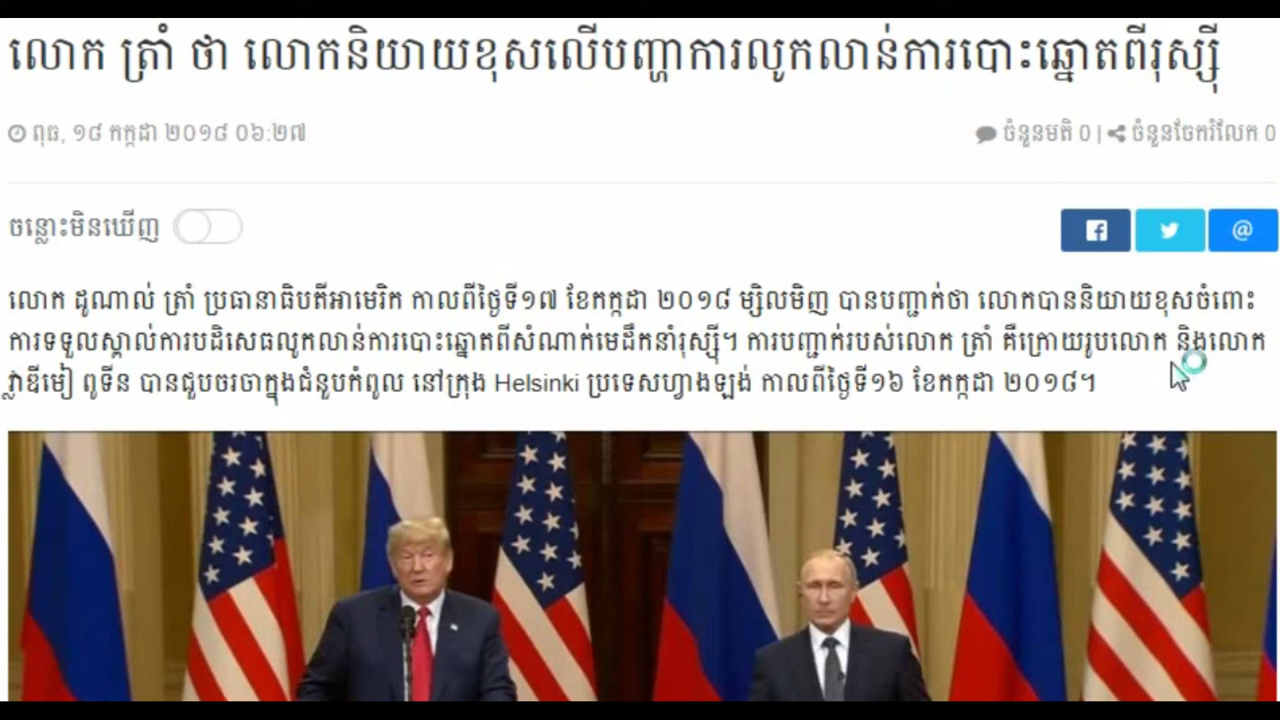 លោក ត្រាំ ថា លោកនិយាយខុសលើបញ្ហាការលូកលាន់ការបោះឆ្នោតពីរុស្ស៊ី
ពុធ, ១៨ កក្កដា ២០១៨ ០៦:២៧
ចំនួនមតិ 0 | ចំនួនចែករំលែក 0
ចន្លោះមិនឃើញ
@
លោក ដូណាល់ ត្រាំ ប្រធានាធិបតីអាមេរិក កាលពីថ្ងៃទី១៧ ខែកក្កដា ២០១៨ ម្សិលមិញ បានបញ្ជាក់ថា លោកបាននិយាយខុសចំពោះ
ការទទួលស្គាល់ការបដិសេធលូកលាន់ការបោះឆ្នោតពីសំណាក់មេដឹកនាំរុស្ស៊ី។ ការបញ្ជាក់របស់លោក ត្រាំ គឺក្រោយរូបលោក និងលោក
វ្លាឌីមៀ ពូទីន បានជួបចរចាក្នុងជំនួបកំពូល នៅក្រុង Helsinki ប្រទេសហ្វាងឡង់ កាលពីថ្ងៃទី១៦ ខែកក្កដា ២០១៨។